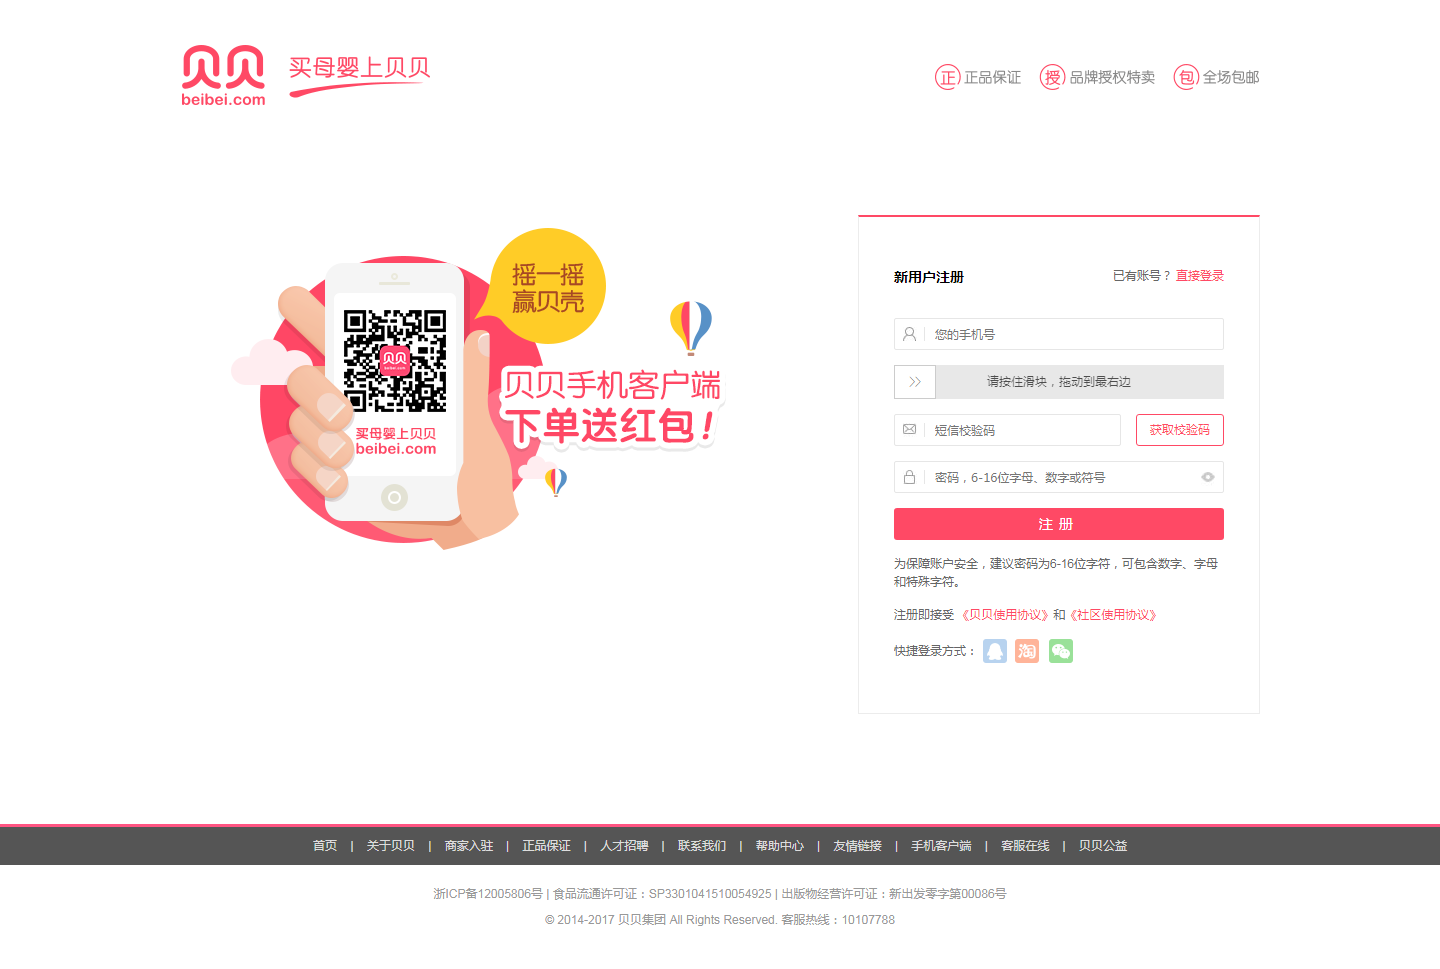 贝贝
beibei.com
买母婴上贝贝
正 正品保证
授 品牌授权特卖
包 全场包邮
摇一摇
赢贝壳
贝贝
beibei.com
买母婴上贝贝
beibei.com
贝贝手机客户端
下单送红包！
新用户注册
已有账号？ 直接登录
您的手机号
请按住滑块，拖动到最右边
短信校验码
获取校验码
密码，6-16位字母、数字或符号
注 册
为保障账户安全，建议密码为6-16位字符，可包含数字、字母
和特殊字符。
注册即接受 《贝贝使用协议》和《社区使用协议》
快捷登录方式： 淘
首页 | 关于贝贝 | 商家入驻 | 正品保证 | 人才招聘 | 联系我们 | 帮助中心 | 友情链接 | 手机客户端 | 客服在线 | 贝贝公益
浙ICP备12005806号 | 食品流通许可证：SP3301041510054925 | 出版物经营许可证：新出发零字第00086号
© 2014-2017 贝贝集团 All Rights Reserved. 客服热线：10107788